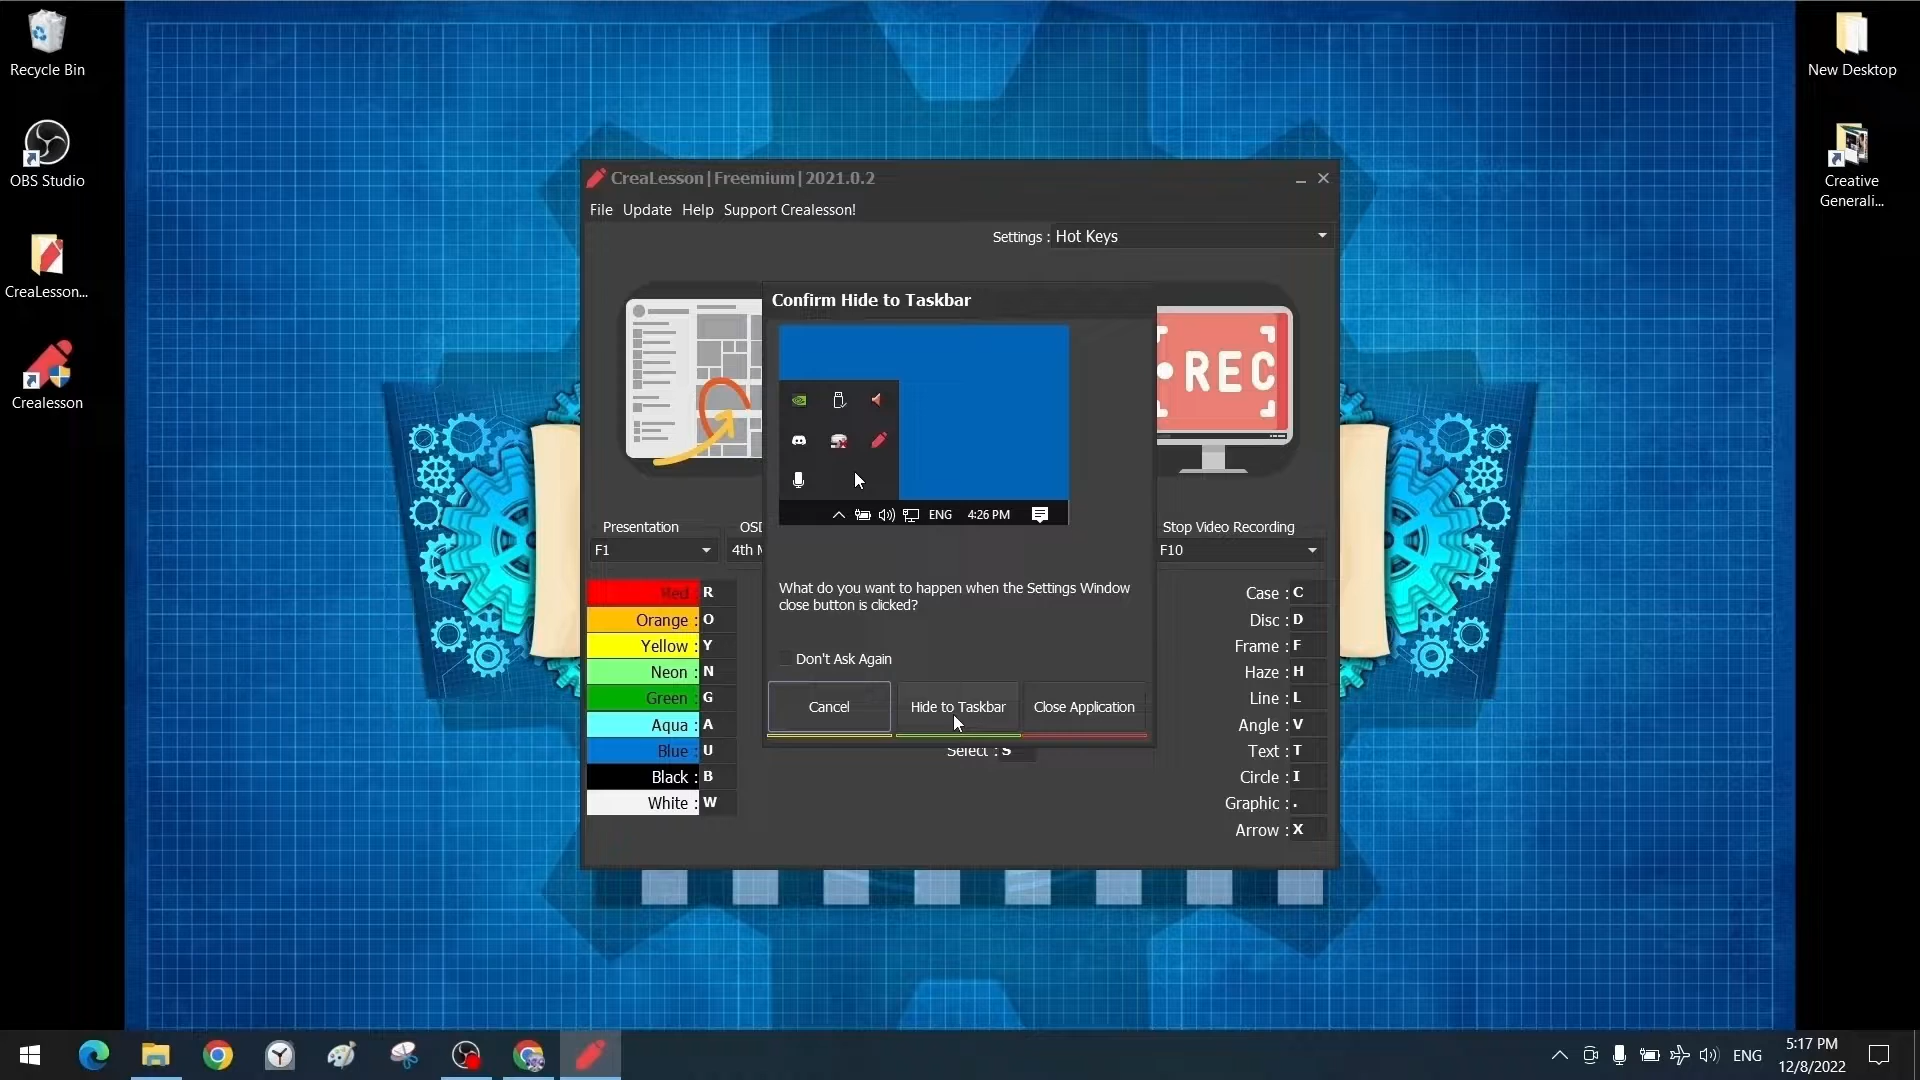 Recycle Bin
OBS Studio
CreaLesson...
Crealesson
New Desktop
Creative
Generali...
CreaLesson|Freemium|2021.0.2
File Update Help Support Crealesson!
Settings : Hot Keys
Confirm Hide to Taskbar
REC
ENG 4:26 PM
Presentation
F1
OSD
4th M
Stop Video Recording
F10
What do you want to happen when the Settings Window
close button is clicked?
Don't Ask Again
Cancel
Hide to Taskbar
Close Application
Red : R
Orange : O
Yellow : Y
Neon : N
Green : G
Aqua : A
Blue : U
Black : B
White : W
Select : S
Case : C
Disc : D
Frame : F
Haze : H
Line : L
Angle : V
Text : T
Circle : I
Graphic : .
Arrow : X
ENG
5:17 PM
12/8/2022